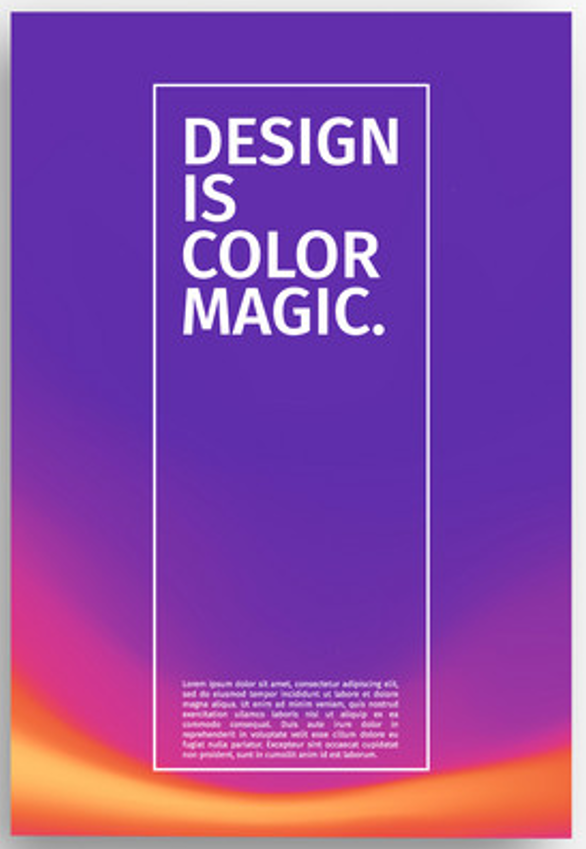 DESIGN
IS
COLOR
MAGIC.
Lorem ipsum dolor sit amet, consectetur adipiscing elit,
sed do eiusmod tempor incididunt ut labore et dolore
magna aliqua. Ut enim ad minim veniam, quis nostrud
exercitation ullamco laboris nisi ut aliquip ex ea
commodo consequat. Duis aute irure dolor in
reprehenderit in voluptate velit esse cillum dolore eu
fugiat nulla pariatur. Excepteur sint occaecat cupidatat
non proident, sunt in cumollit anim id est laborum.